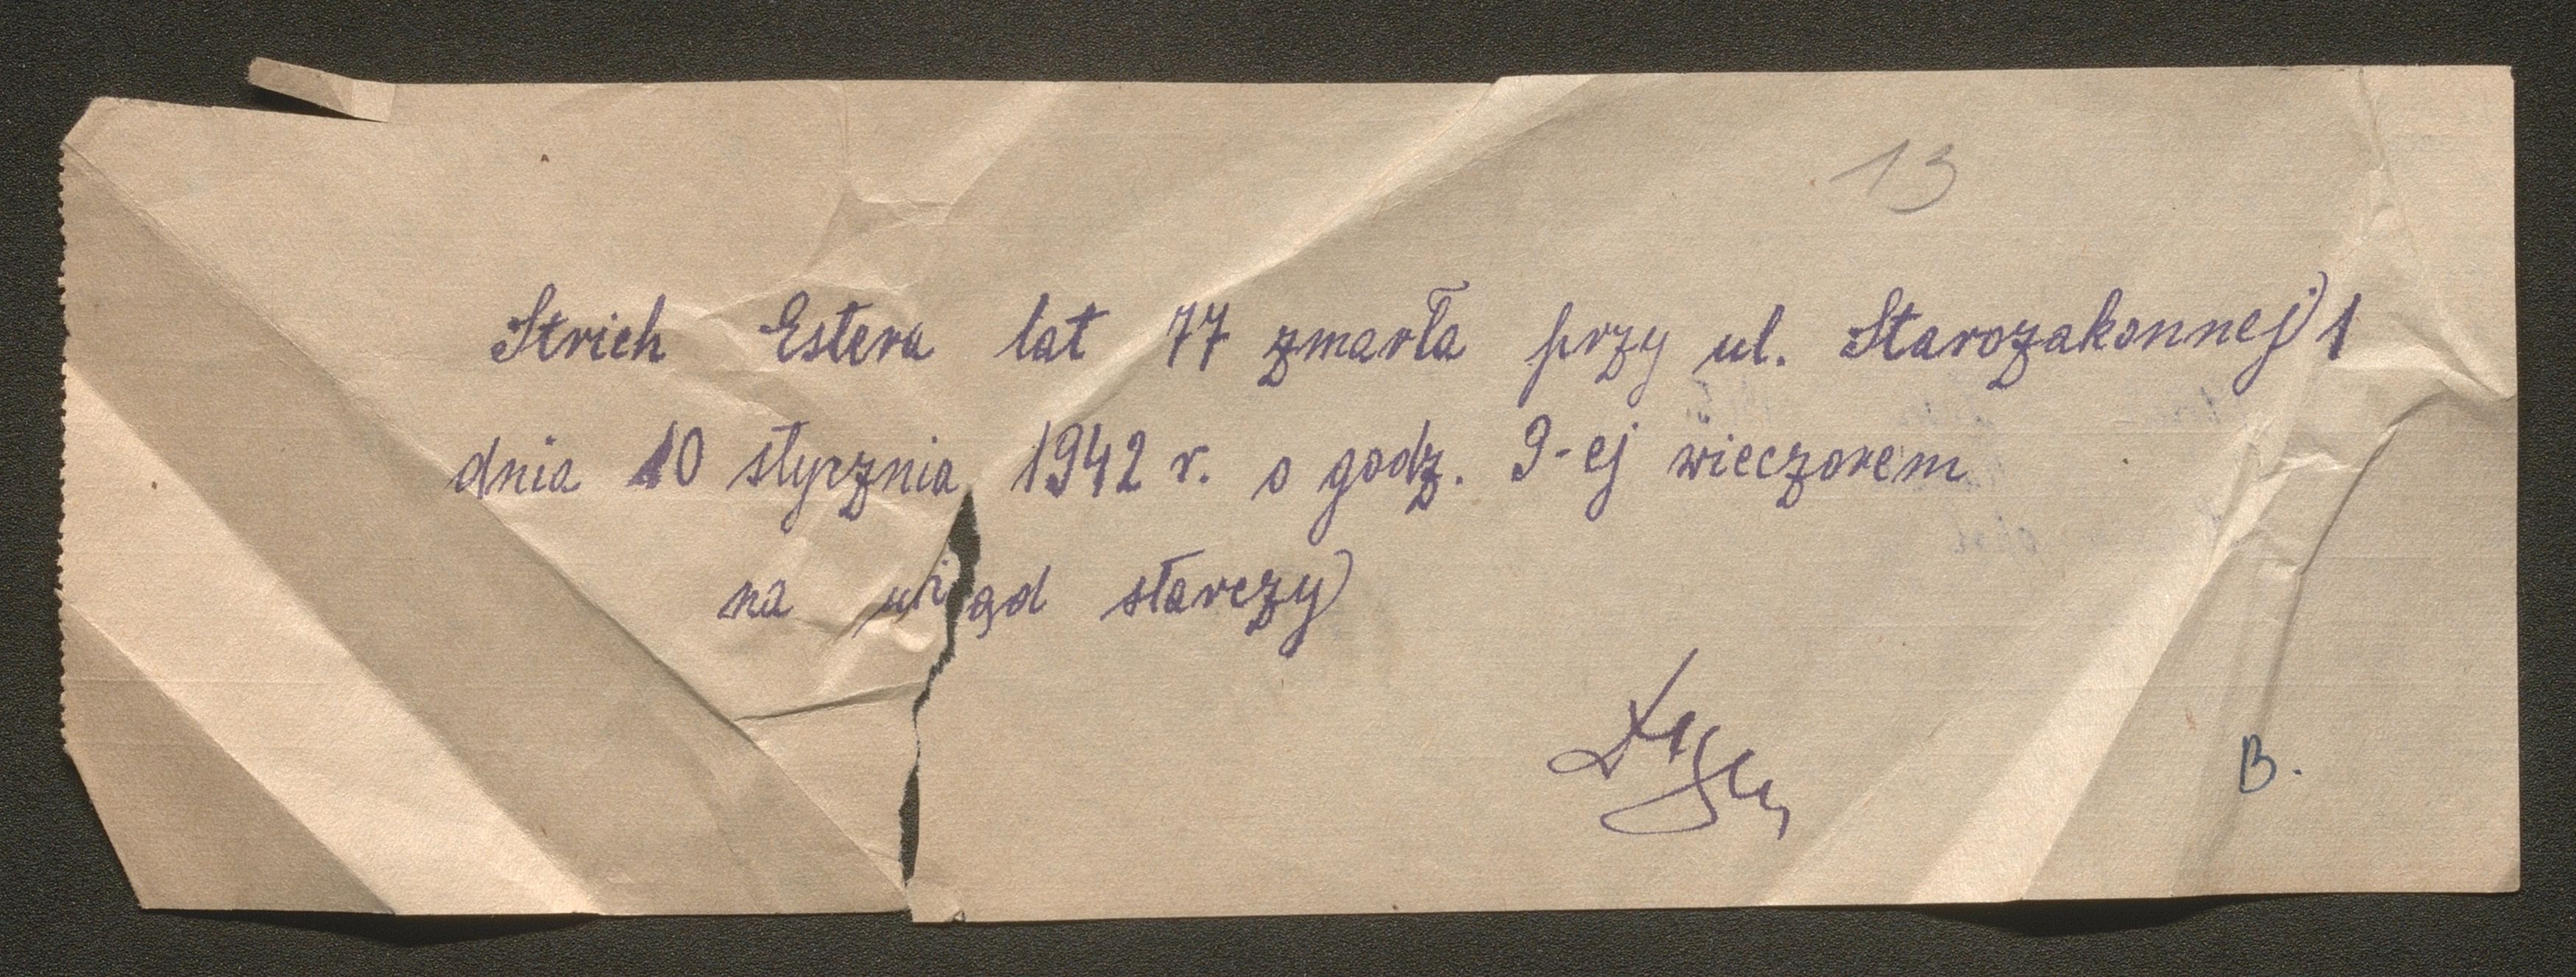 13
Strich Estera lat 77 zmarła przy ul. Starozakonnej 1
dnia 10 stycznia 1942 r. o godz. 9-ej wieczorem
na uwiąd starczy
B.